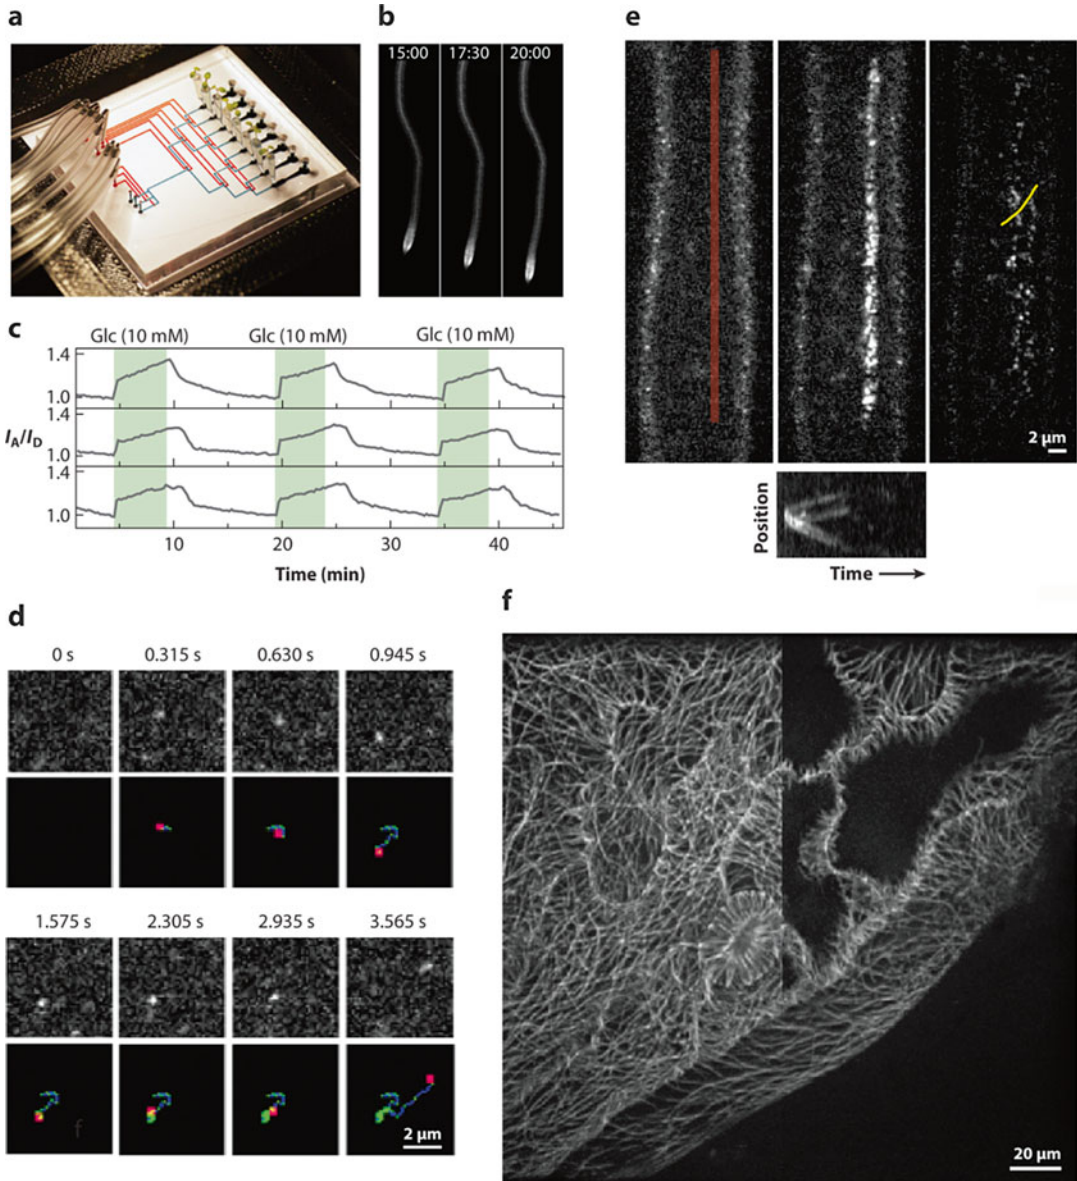 a
b
15:00 17:30 20:00
c
Glc (10 mM) Glc (10 mM) Glc (10 mM)
1.4
1.0
1.4
1.0
1.4
1.0
I_A/I_D
10 20 30 40
Time (min)
d
0 s 0.315 s 0.630 s 0.945 s
1.575 s 2.305 s 2.935 s 3.565 s
f
2 µm
e
2 µm
Position
Time
f
20 µm